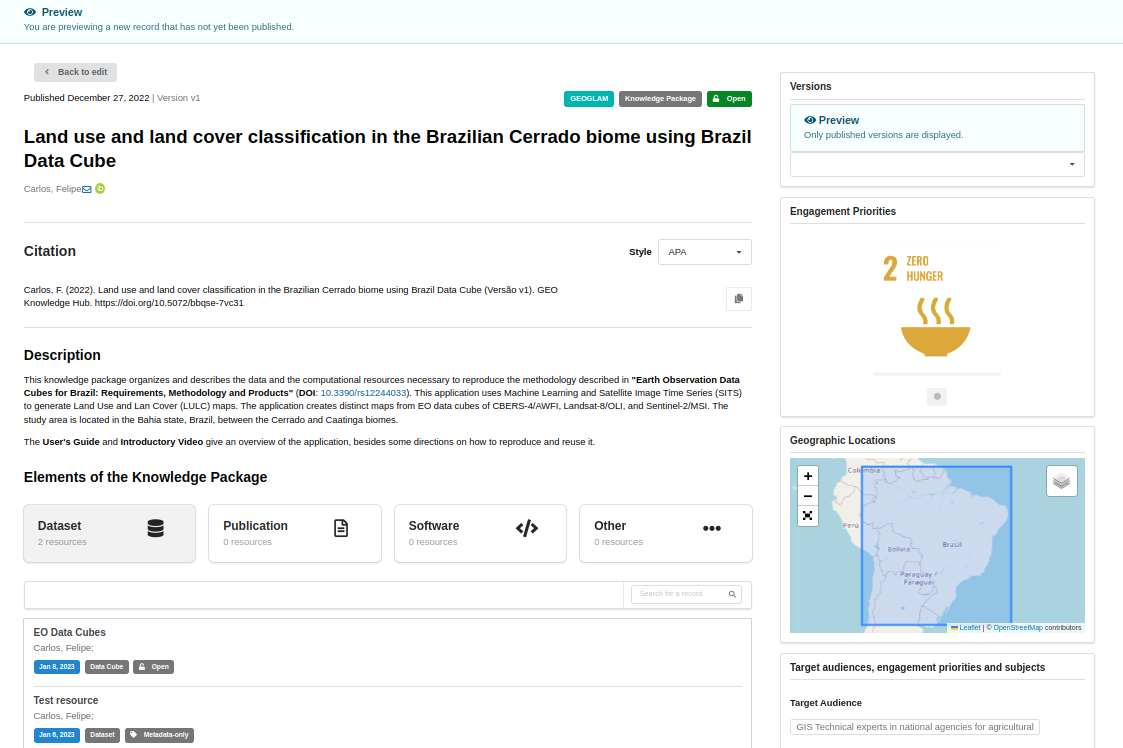 Preview
You are previewing a new record that has not yet been published.
Back to edit
Published December 27, 2022 | Version v1
GEOGLAM
Knowledge Package
Open
Land use and land cover classification in the Brazilian Cerrado biome using Brazil
Data Cube
Carlos, Felipe
iD
Citation
Style
APA
Carlos, F. (2022). Land use and land cover classification in the Brazilian Cerrado biome using Brazil Data Cube (Versão v1). GEO
Knowledge Hub. https://doi.org/10.5072/bbqse-7vc31
Description
This knowledge package organizes and describes the data and the computational resources necessary to reproduce the methodology described in "Earth Observation Data
Cubes for Brazil: Requirements, Methodology and Products" (DOI: 10.3390/rs12244033). This application uses Machine Learning and Satellite Image Time Series (SITS)
to generate Land Use and Lan Cover (LULC) maps. The application creates distinct maps from EO data cubes of CBERS-4/AWFI, Landsat-8/OLI, and Sentinel-2/MSI. The
study area is located in the Bahia state, Brazil, between the Cerrado and Caatinga biomes.
The User's Guide and Introductory Video give an overview of the application, besides some directions on how to reproduce and reuse it.
Elements of the Knowledge Package
Dataset
2 resources
Publication
0 resources
Software
0 resources
Other
0 resources
Search for a record
EO Data Cubes
Carlos, Felipe;
Jan 8, 2023
Data Cube
Open
Test resource
Carlos, Felipe;
Jan 6, 2023
Dataset
Metadata-only
Versions
Preview
Only published versions are displayed.
Engagement Priorities
2 ZERO
HUNGER
Geographic Locations
+
−
Colombia
Perú
Bolivia
Brasil
Paraguay /
Paraguái
Leaflet | © OpenStreetMap contributors
Target audiences, engagement priorities and subjects
Target Audience
GIS Technical experts in national agencies for agricultural